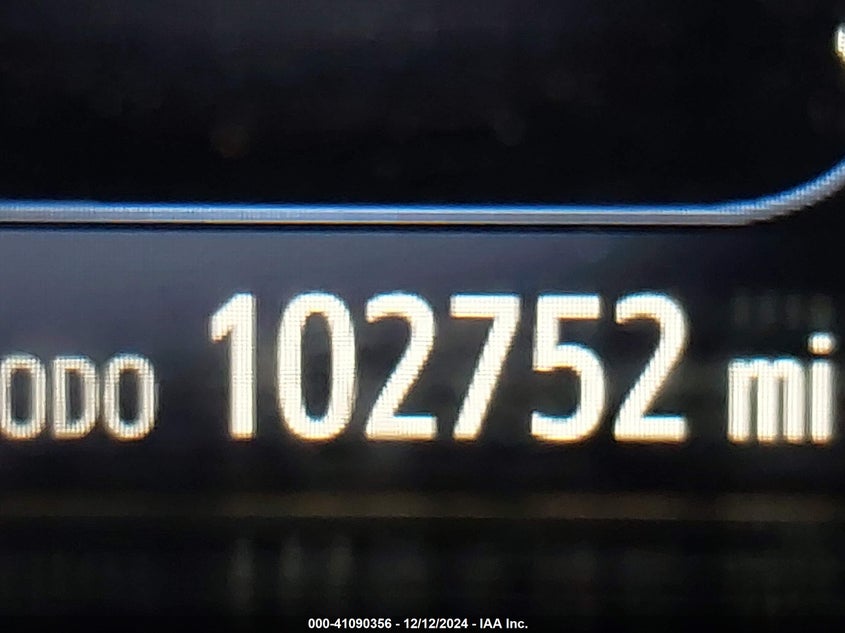 ODO 102752 mi
000-41090356 - 12/12/2024 - IAA Inc.